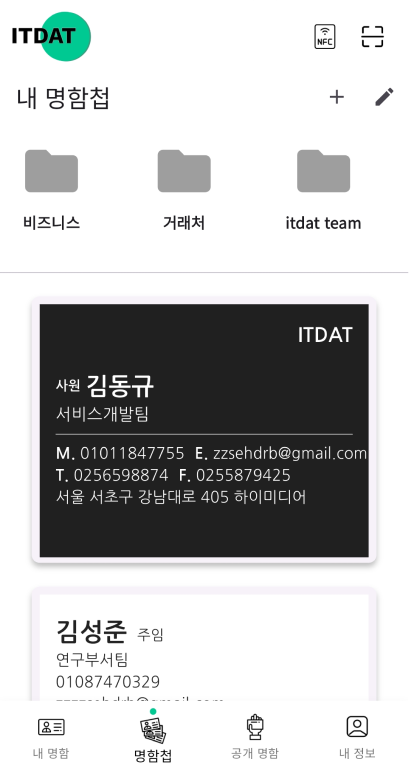 ITDAT
NFC
내 명함첩
비즈니스 거래처 itdat team
ITDAT
사원 김동규
서비스개발팀
M. 01011847755 E. zzsehdrb@gmail.com
T. 0256598874 F. 0255879425
서울 서초구 강남대로 405 하이미디어
김성준 주임
연구부서팀
01087470329
내 명함 명함첩 공개 명함 내 정보